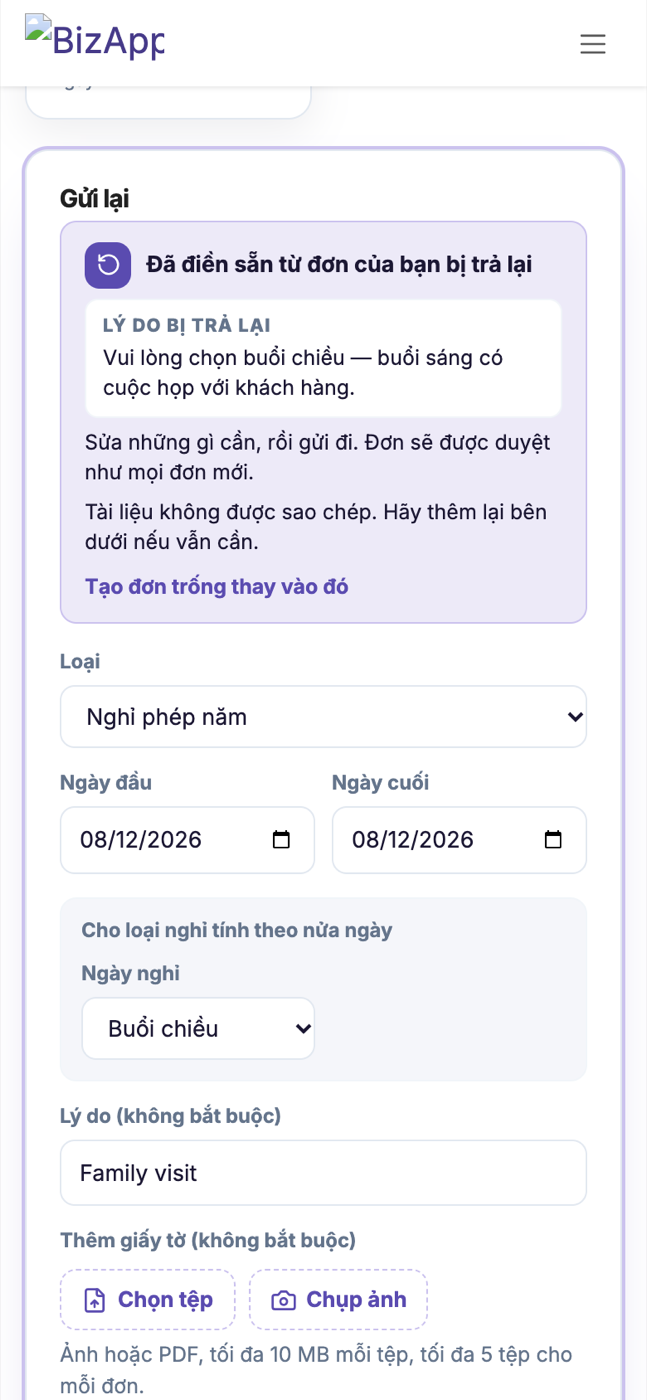 BizApp
Gửi lại
Đã điền sẵn từ đơn của bạn bị trả lại
LÝ DO BỊ TRẢ LẠI
Vui lòng chọn buổi chiều — buổi sáng có
cuộc họp với khách hàng.
Sửa những gì cần, rồi gửi đi. Đơn sẽ được duyệt
như mọi đơn mới.
Tài liệu không được sao chép. Hãy thêm lại bên
dưới nếu vẫn cần.
Tạo đơn trống thay vào đó
Loại
Nghỉ phép năm
Ngày đầu
Ngày cuối
08/12/2026
08/12/2026
Cho loại nghỉ tính theo nửa ngày
Ngày nghỉ
Buổi chiều
Lý do (không bắt buộc)
Family visit
Thêm giấy tờ (không bắt buộc)
Chọn tệp
Chụp ảnh
Ảnh hoặc PDF, tối đa 10 MB mỗi tệp, tối đa 5 tệp cho
mỗi đơn.